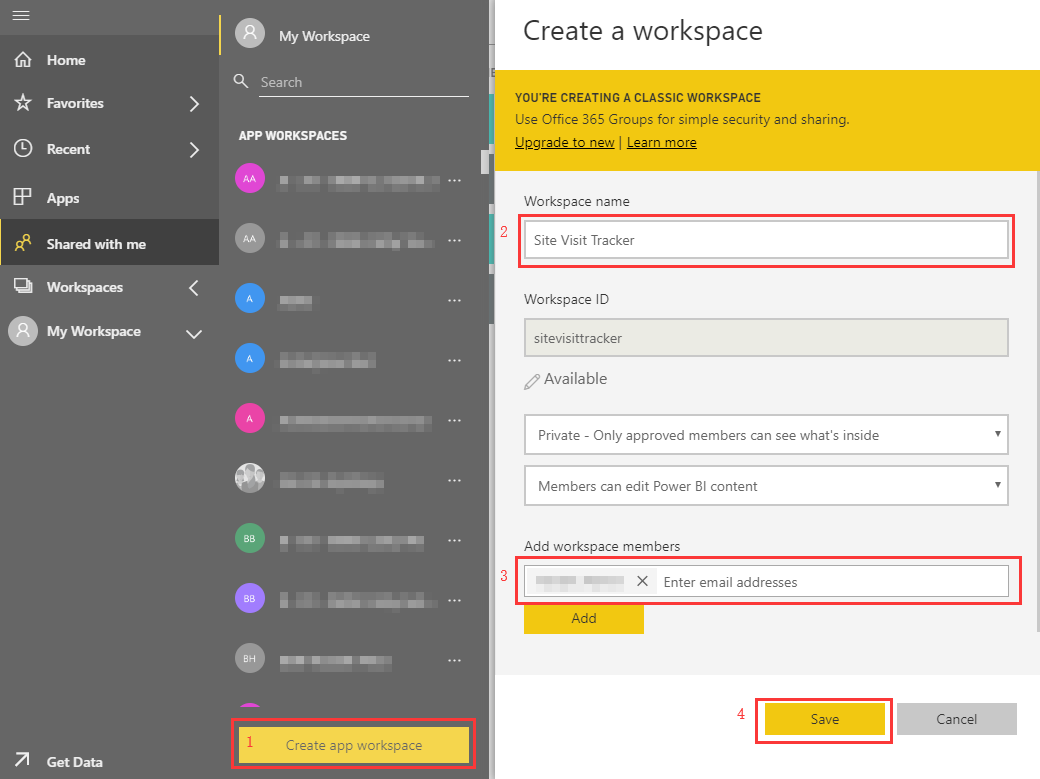 Home
Favorites
Recent
Apps
Shared with me
Workspaces
My Workspace
Get Data
My Workspace
Search
APP WORKSPACES
AA
AA
A
A
A
BB
BB
BH
1 Create app workspace
Create a workspace
YOU'RE CREATING A CLASSIC WORKSPACE
Use Office 365 Groups for simple security and sharing.
Upgrade to new | Learn more
Workspace name
2 Site Visit Tracker
Workspace ID
sitevisittracker
Available
Private - Only approved members can see what's inside
Members can edit Power BI content
Add workspace members
3 Enter email addresses
Add
4 Save Cancel